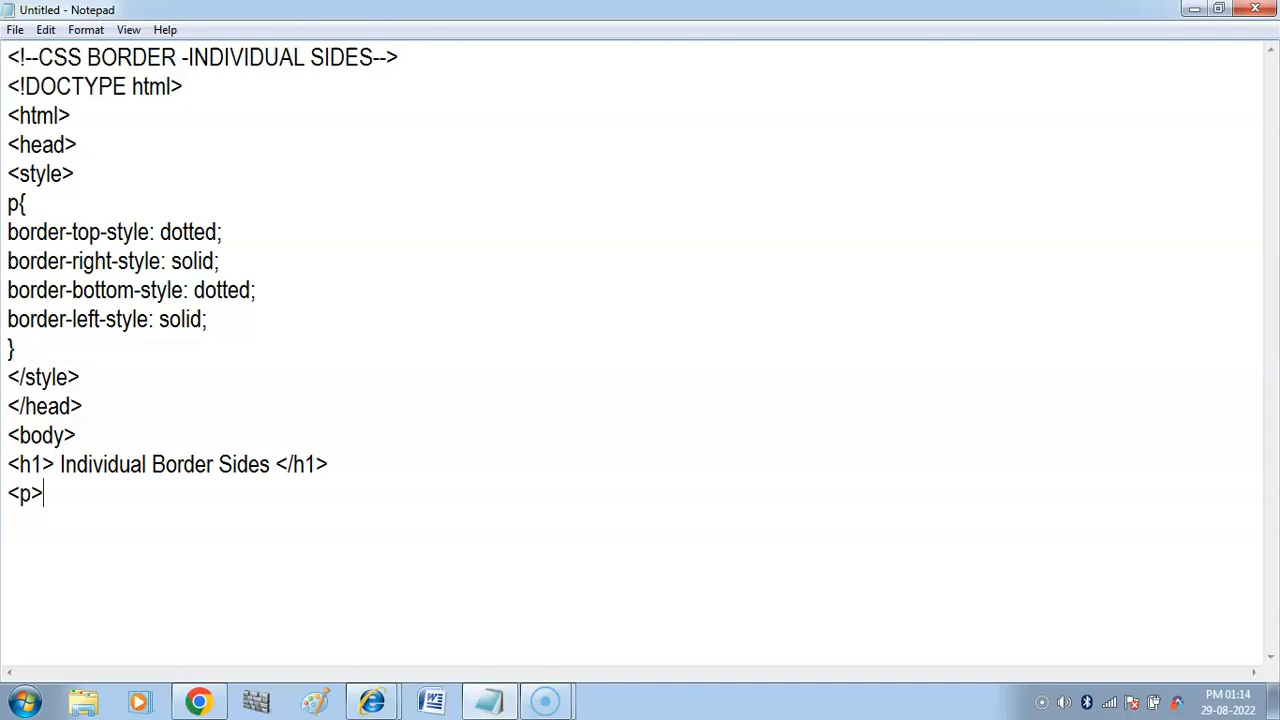 Untitled - Notepad
File Edit Format View Help
<!--CSS BORDER -INDIVIDUAL SIDES-->
<!DOCTYPE html>
<html>
<head>
<style>
p{
border-top-style: dotted;
border-right-style: solid;
border-bottom-style: dotted;
border-left-style: solid;
}
</style>
</head>
<body>
<h1> Individual Border Sides </h1>
<p>
PM 01:14
29-08-2022